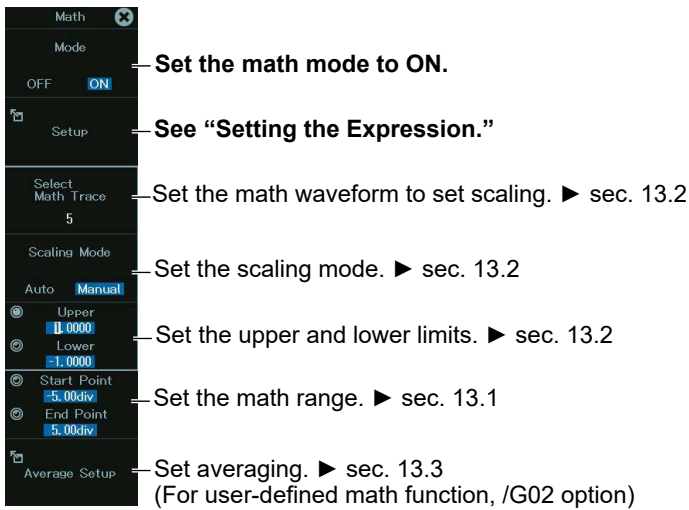 Math
Mode
OFF ON
Set the math mode to ON.
Setup
See “Setting the Expression.”
Select
Math Trace
5
Set the math waveform to set scaling. ► sec. 13.2
Scaling Mode
Auto Manual
Set the scaling mode. ► sec. 13.2
Upper
1.0000
Lower
-1.0000
Set the upper and lower limits. ► sec. 13.2
Start Point
-5.00div
End Point
5.00div
Set the math range. ► sec. 13.1
Average Setup
Set averaging. ► sec. 13.3
(For user-defined math function, /G02 option)